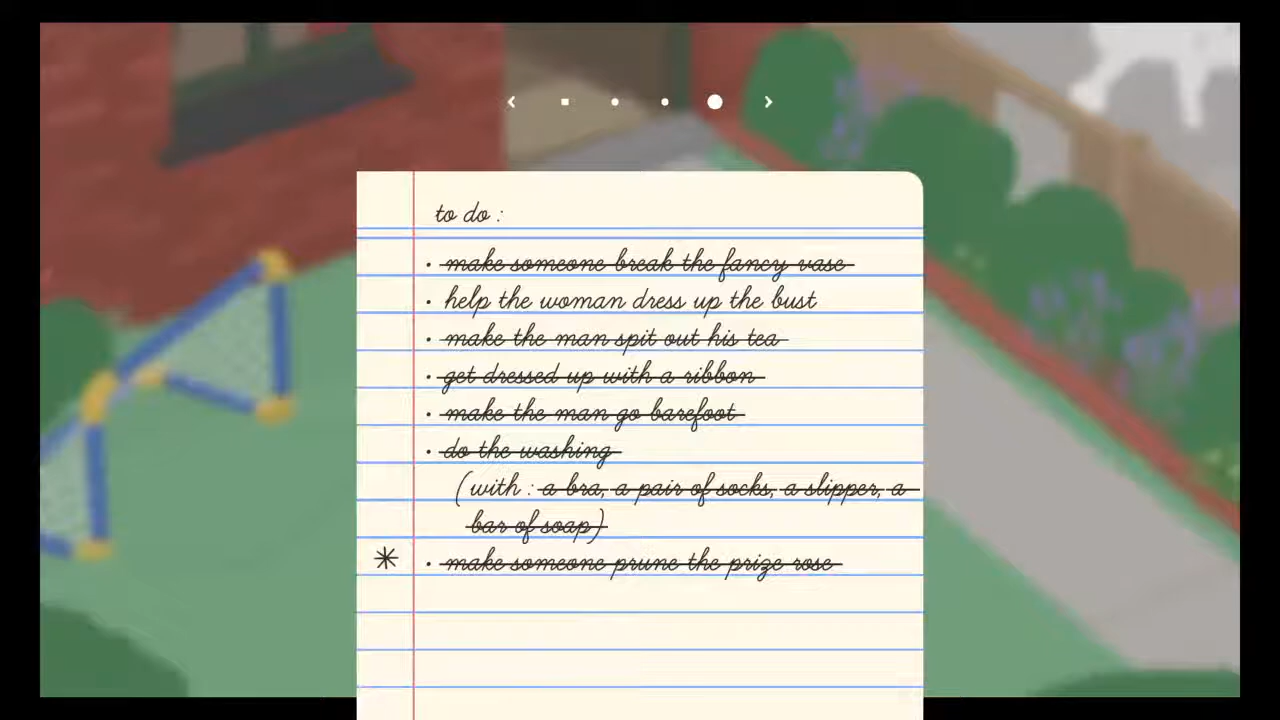 to do :
• make someone break the fancy vase
• help the woman dress up the bust
• make the man spit out his tea
• get dressed up with a ribbon
• make the man go barefoot
• do the washing
(with : a bra, a pair of socks, a slipper, a
bar of soap)
• make someone prune the prize rose